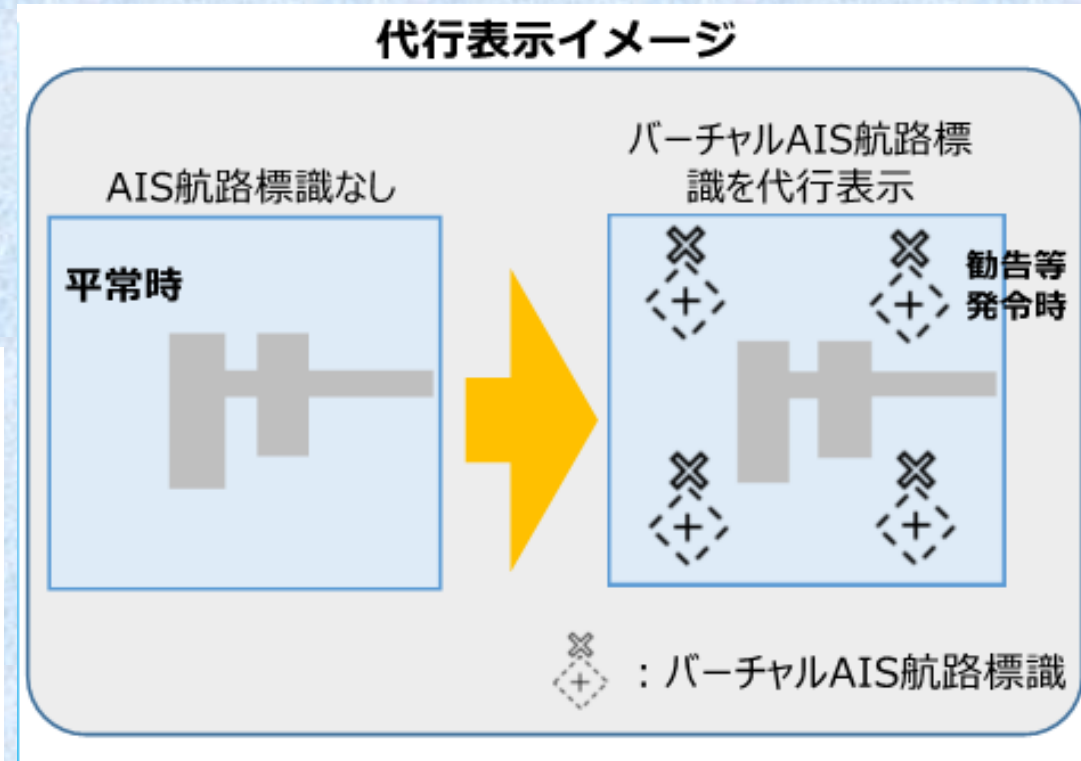 代行表示イメージ
AIS航路標識なし
平常時
バーチャルAIS航路標
識を代行表示
勧告等
発令時
：バーチャルAIS航路標識